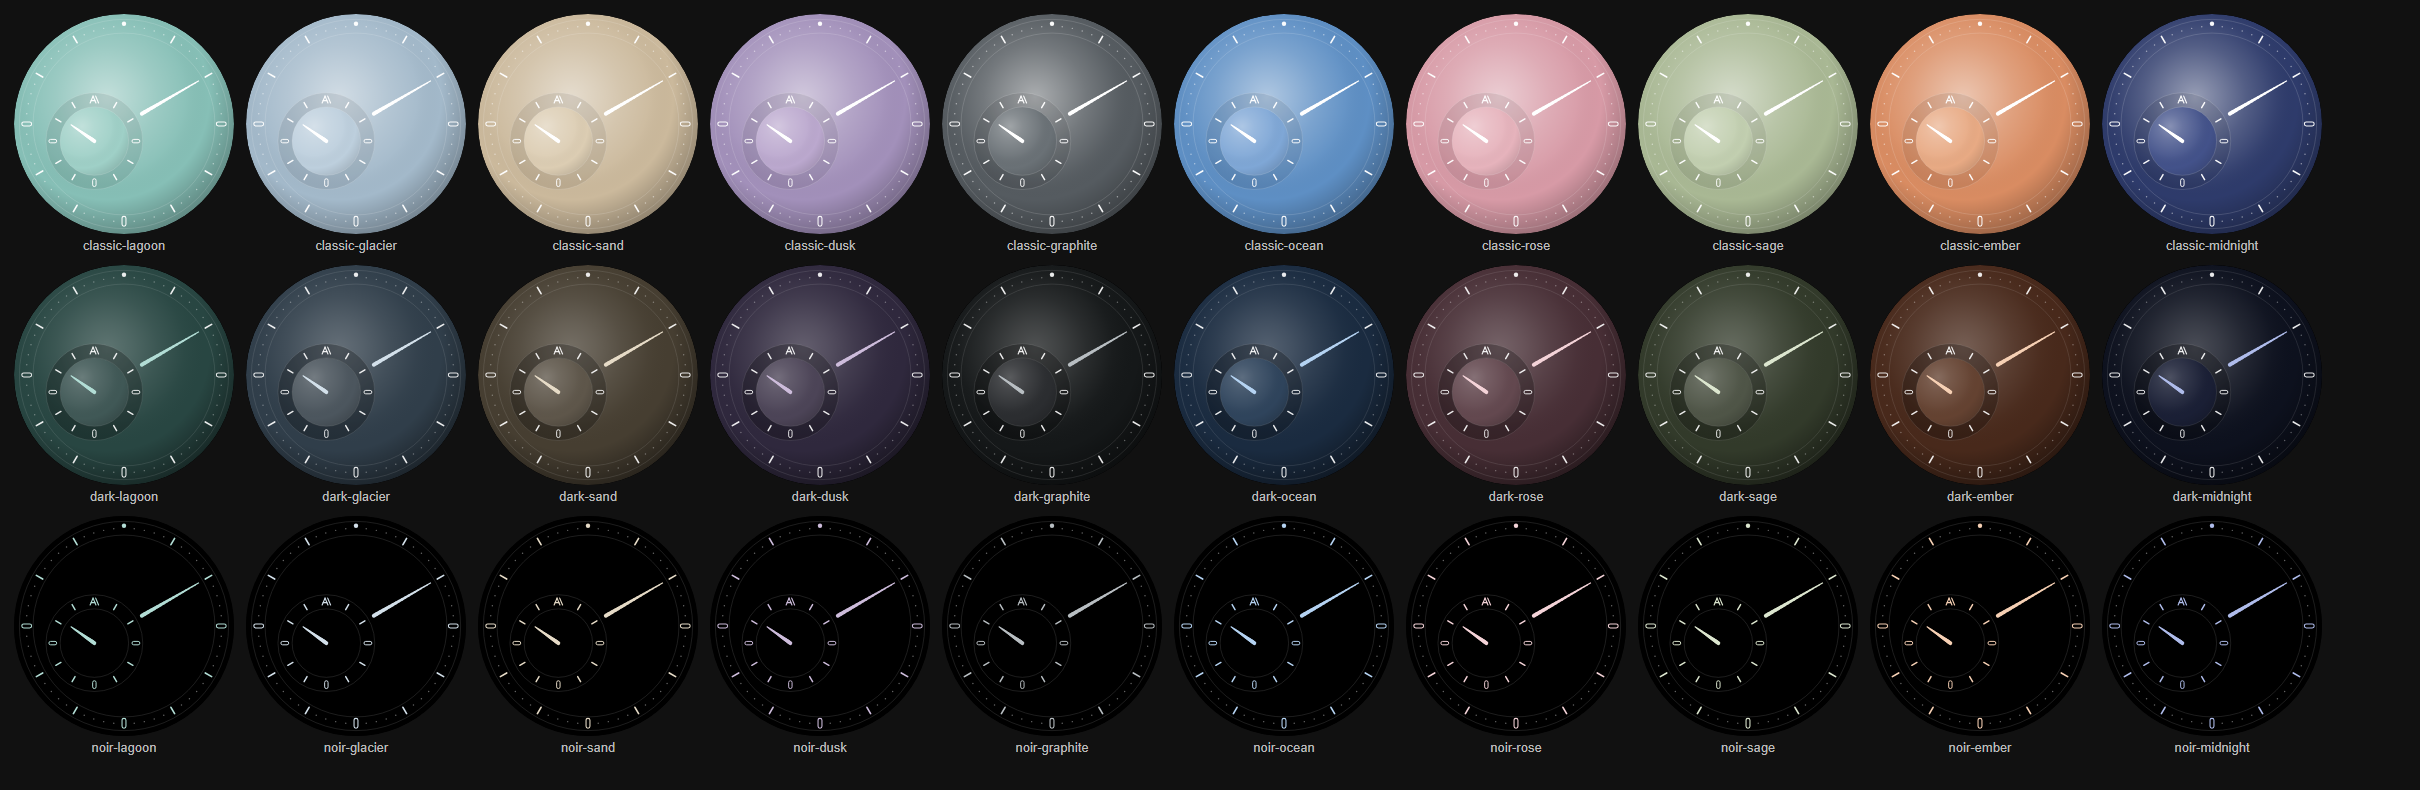 classic-lagoon classic-glacier classic-sand classic-dusk classic-graphite classic-ocean classic-rose classic-sage classic-ember classic-midnight
dark-lagoon dark-glacier dark-sand dark-dusk dark-graphite dark-ocean dark-rose dark-sage dark-ember dark-midnight
noir-lagoon noir-glacier noir-sand noir-dusk noir-graphite noir-ocean noir-rose noir-sage noir-ember noir-midnight